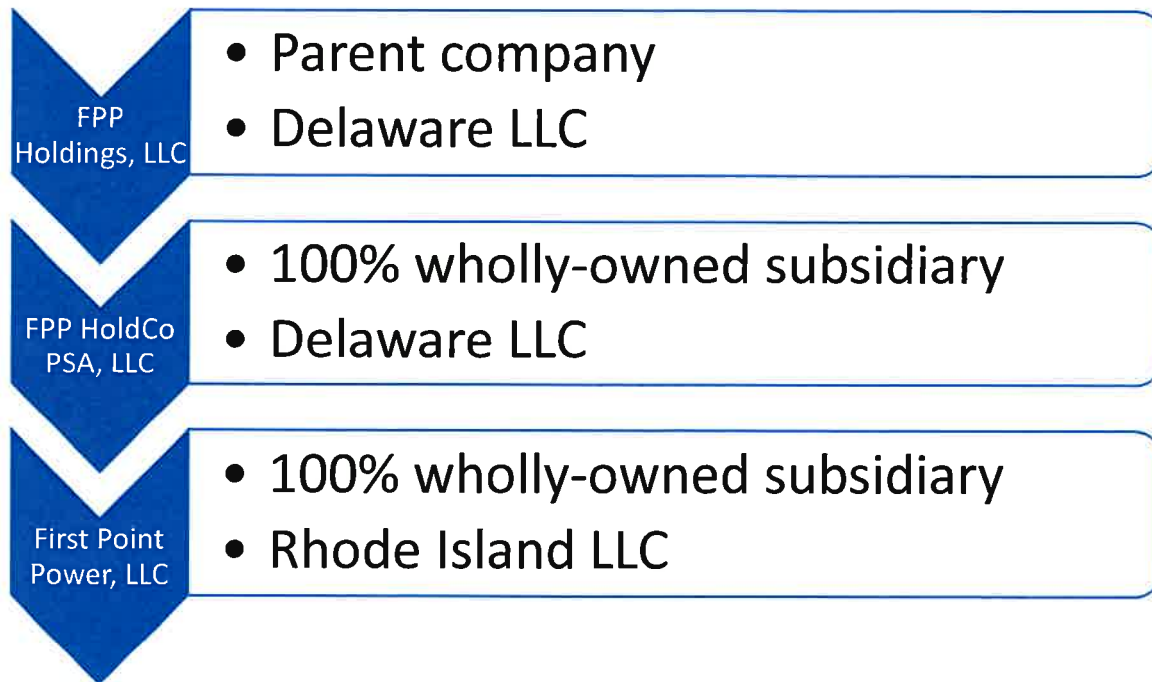 FPP
Holdings, LLC
• Parent company
• Delaware LLC
FPP HoldCo
PSA, LLC
• 100% wholly-owned subsidiary
• Delaware LLC
First Point
Power, LLC
• 100% wholly-owned subsidiary
• Rhode Island LLC